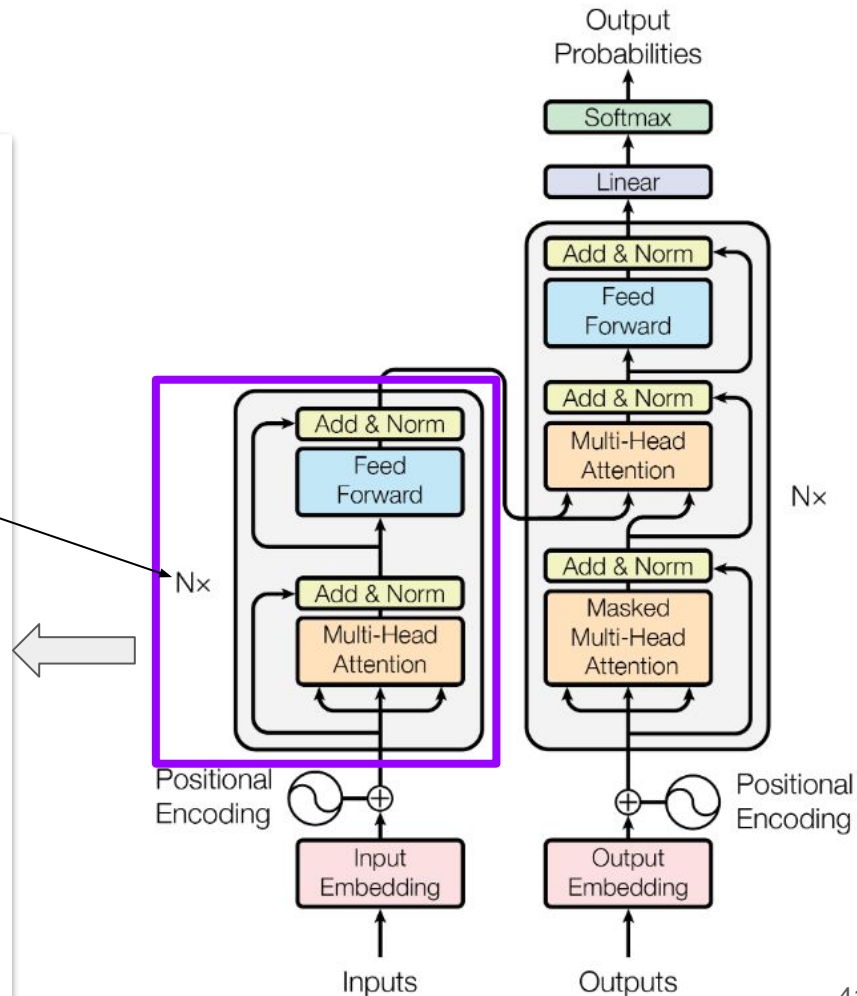 Output
Probabilities
Softmax
Linear
Add & Norm
Feed
Forward
Add & Norm
Multi-Head
Attention
N×
Add & Norm
Masked
Multi-Head
Attention
Add & Norm
Feed
Forward
N×
Add & Norm
Multi-Head
Attention
Positional
Encoding
Positional
Encoding
Input
Embedding
Output
Embedding
Inputs
Outputs